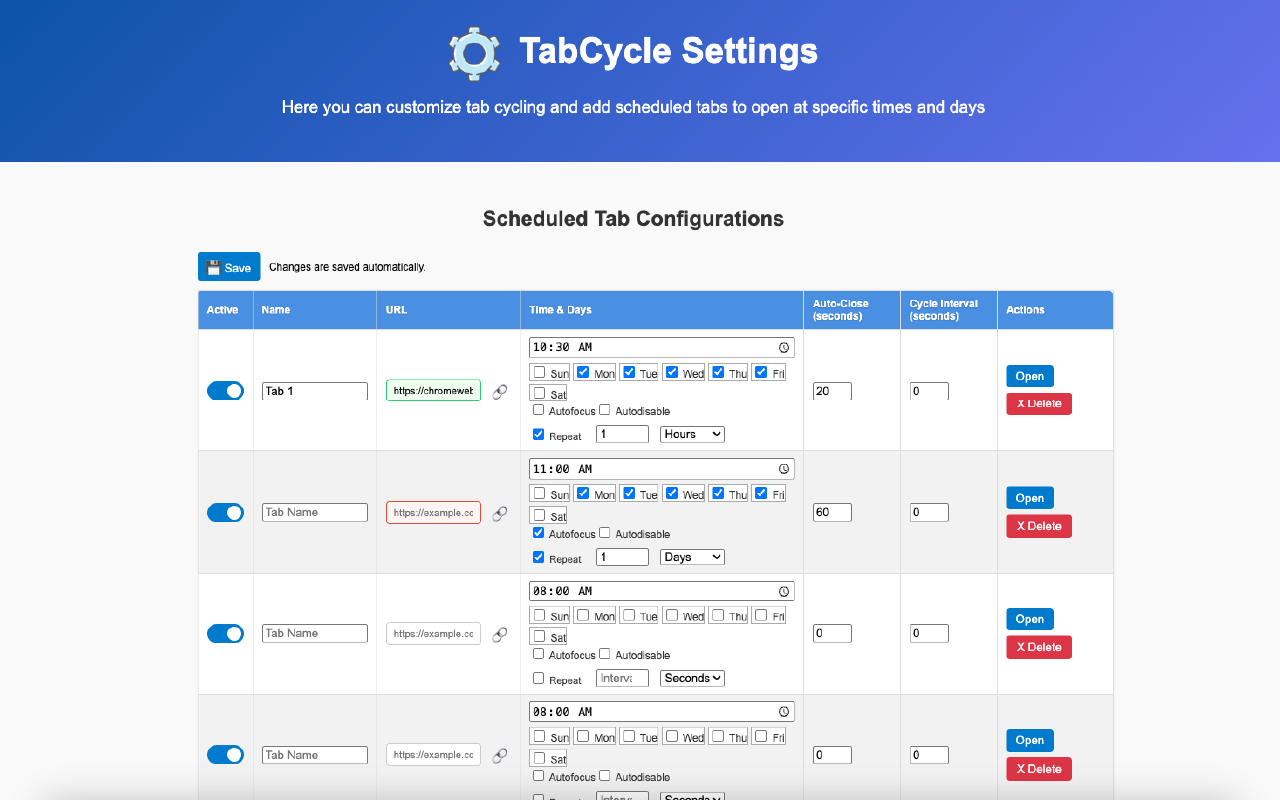 TabCycle Settings
Here you can customize tab cycling and add scheduled tabs to open at specific times and days
Scheduled Tab Configurations
Save Changes are saved automatically.
Active Name URL Time & Days Auto-Close (seconds) Cycle Interval (seconds) Actions
10:30 AM
Sun Mon Tue Wed Thu Fri
Tab 1 https://chromeweb 20 0 Open
Sat
X Delete
Autofocus Autodisable
Repeat 1 Hours
11:00 AM
Sun Mon Tue Wed Thu Fri
Tab Name https://example.cc 60 0 Open
Sat
X Delete
Autofocus Autodisable
Repeat 1 Days
08:00 AM
Sun Mon Tue Wed Thu Fri
Tab Name https://example.cc 0 0 Open
Sat
X Delete
Autofocus Autodisable
Repeat Seconds
08:00 AM
Sun Mon Tue Wed Thu Fri
Tab Name https://example.cc 0 0 Open
Sat
X Delete
Autofocus Autodisable